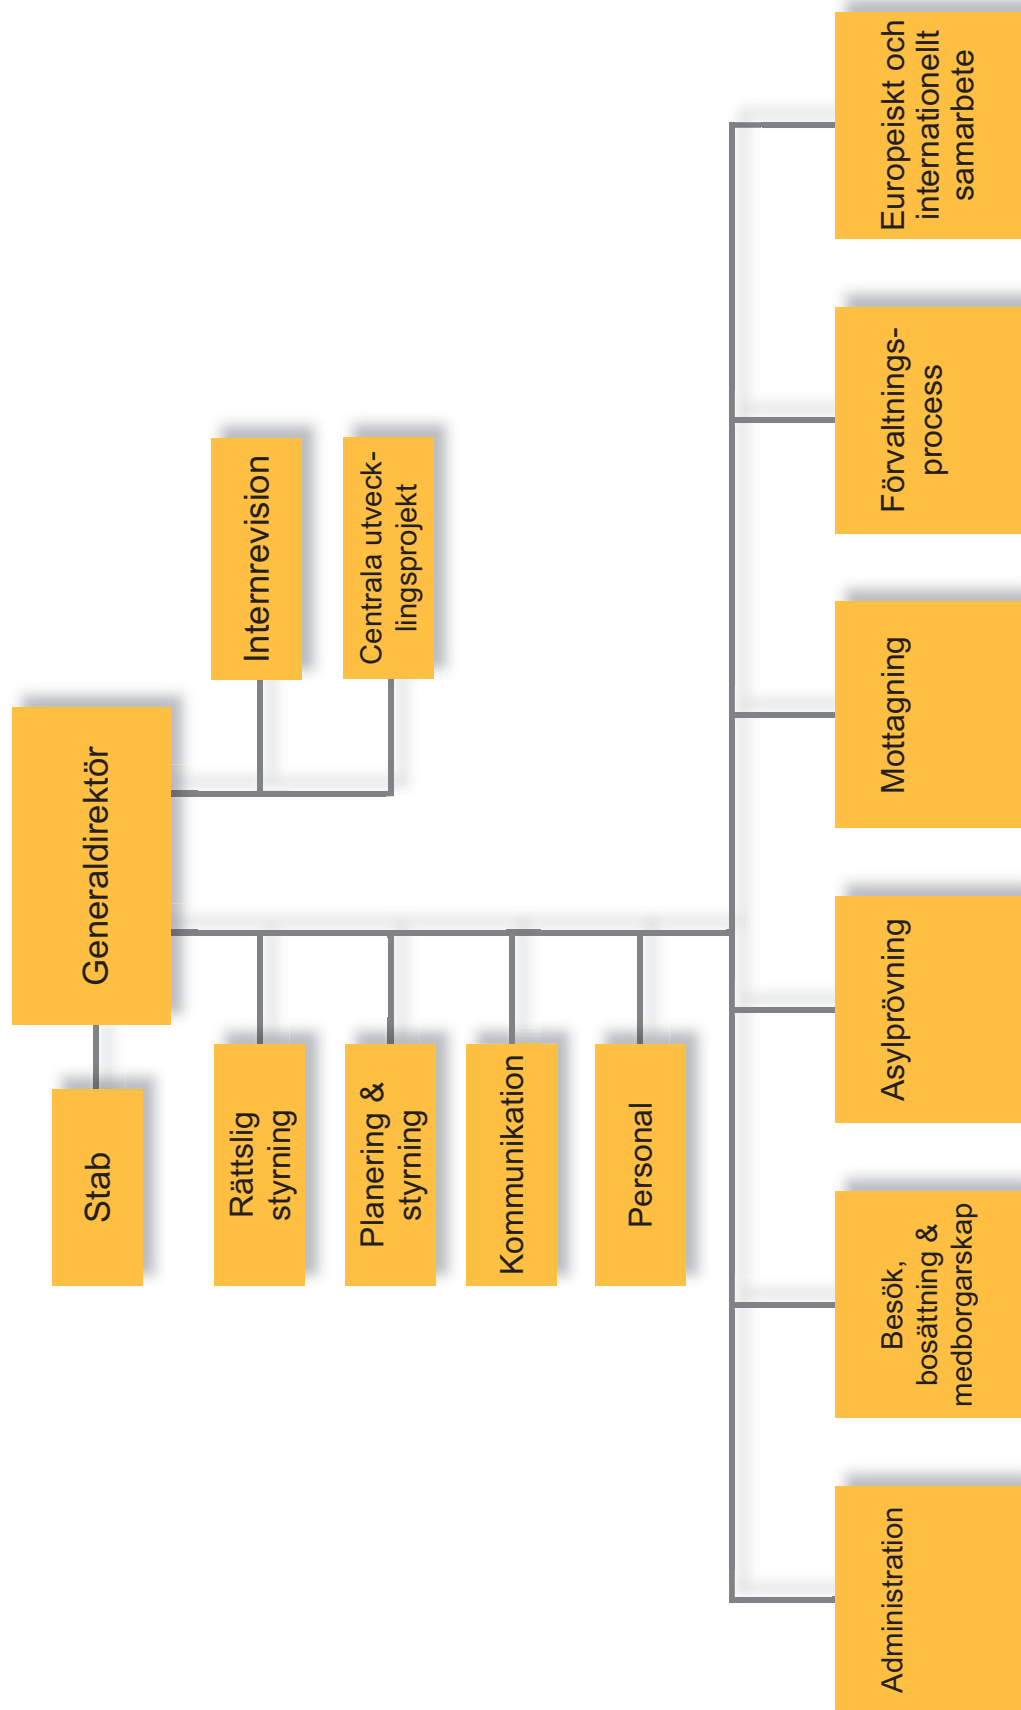 Generaldirektör
Stab
Internrevision
Centrala utveck-
lingsprojekt
Rättslig
styrning
Planering &
styrning
Kommunikation
Personal
Administration
Besök,
bosättning &
medborgarskap
Asylprövning
Mottagning
Förvaltnings-
process
Europeiskt och
internationellt
samarbete